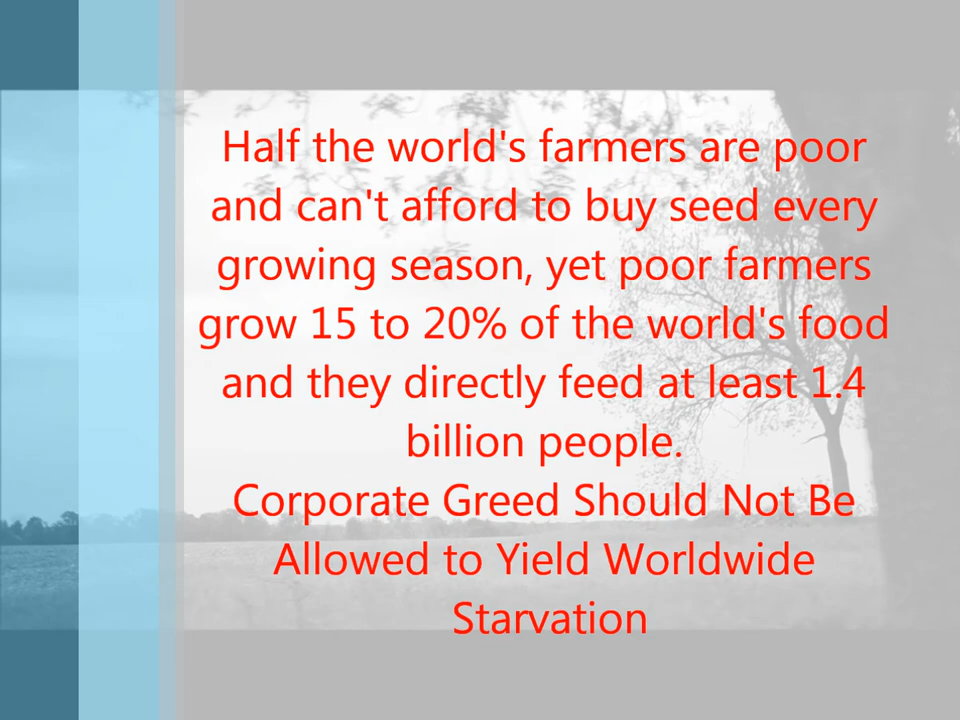 Half the world's farmers are poor
and can't afford to buy seed every
growing season, yet poor farmers
grow 15 to 20% of the world's food
and they directly feed at least 1.4
billion people.
Corporate Greed Should Not Be
Allowed to Yield Worldwide
Starvation